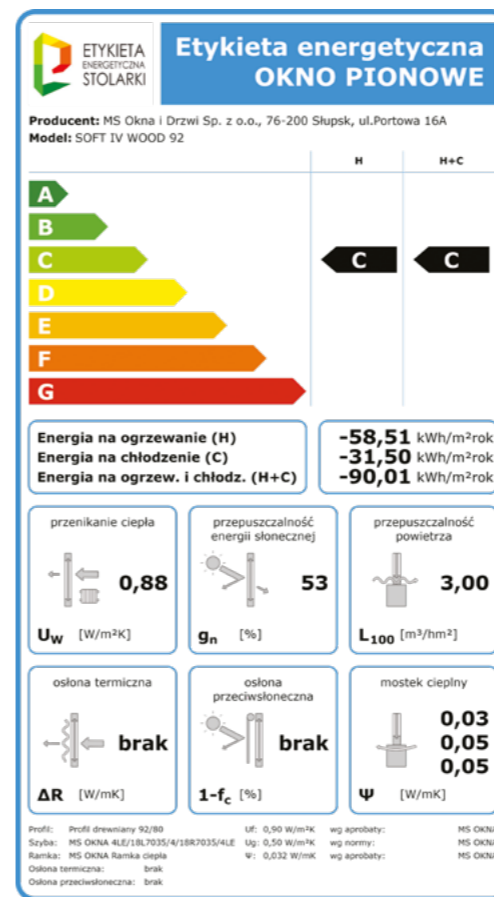 ETYKIETA
ENERGETYCZNA
STOLARKI
Etykieta energetyczna
OKNO PIONOWE
Producent: MS Okna i Drzwi Sp. z o.o., 76-200 Słupsk, ul.Portowa 16A
Model: SOFT IV WOOD 92
H H+C
A
B
C C C
D
E
F
G
Energia na ogrzewanie (H) -58,51 kWh/m²rok
Energia na chłodzenie (C) -31,50 kWh/m²rok
Energia na ogrzew. i chłodz. (H+C) -90,01 kWh/m²rok
przenikanie ciepła
0,88
Uw [W/m²K]
przepuszczalność
energii słonecznej
53
gn [%]
przepuszczalność
powietrza
3,00
L100 [m³/hm²]
osłona termiczna
brak
ΔR [W/mK]
osłona
przeciwsłoneczna
brak
1-fc [%]
mostek cieplny
0,03
0,05
0,05
Ψ [W/mK]
Profil: Profil drewniany 92/80 Uf: 0,90 W/m²K wg aprobaty: MS OKNA
Szyba: MS OKNA 4LE/18L7035/4/18R7035/4LE Ug: 0,50 W/m²K wg normy: MS OKNA
Ramka: MS OKNA Ramka ciepła Ψ: 0,032 W/mK wg aprobaty: MS OKNA
Osłona termiczna: brak
Osłona przeciwsłoneczna: brak